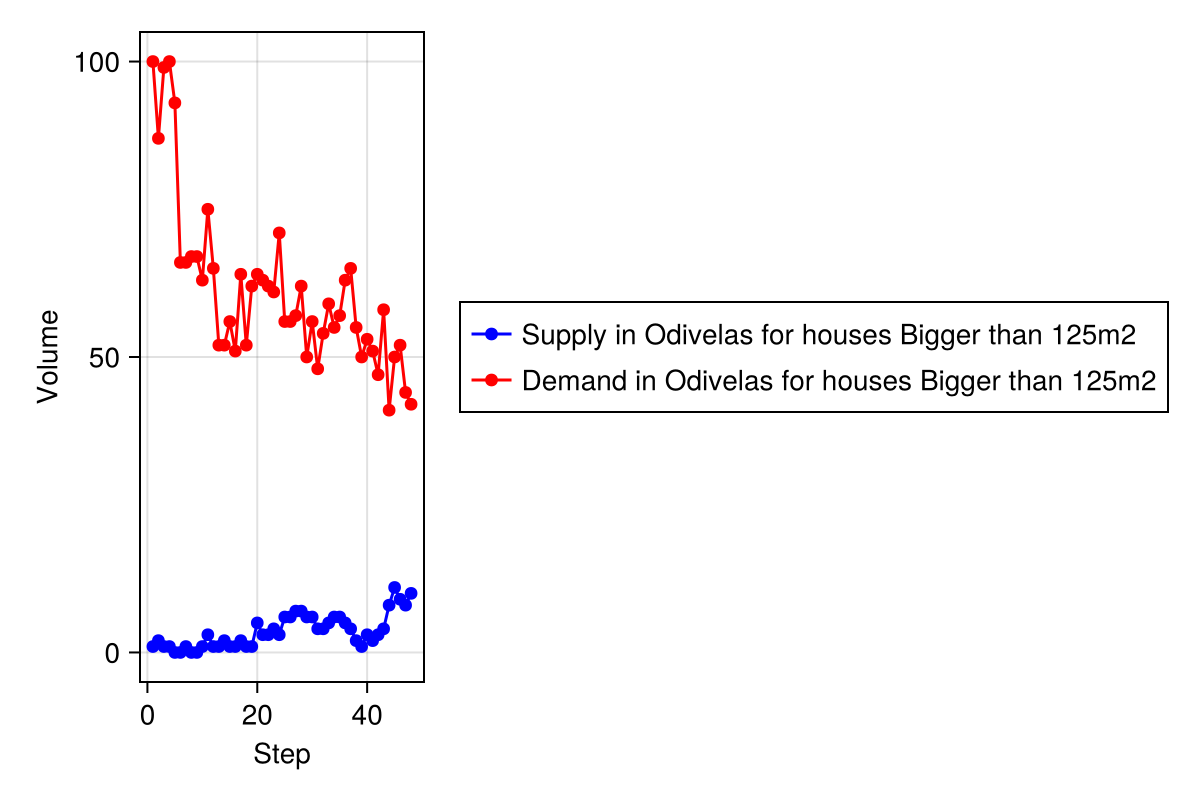 100
50
0
Volume
0 20 40
Step
Supply in Odivelas for houses Bigger than 125m2
Demand in Odivelas for houses Bigger than 125m2